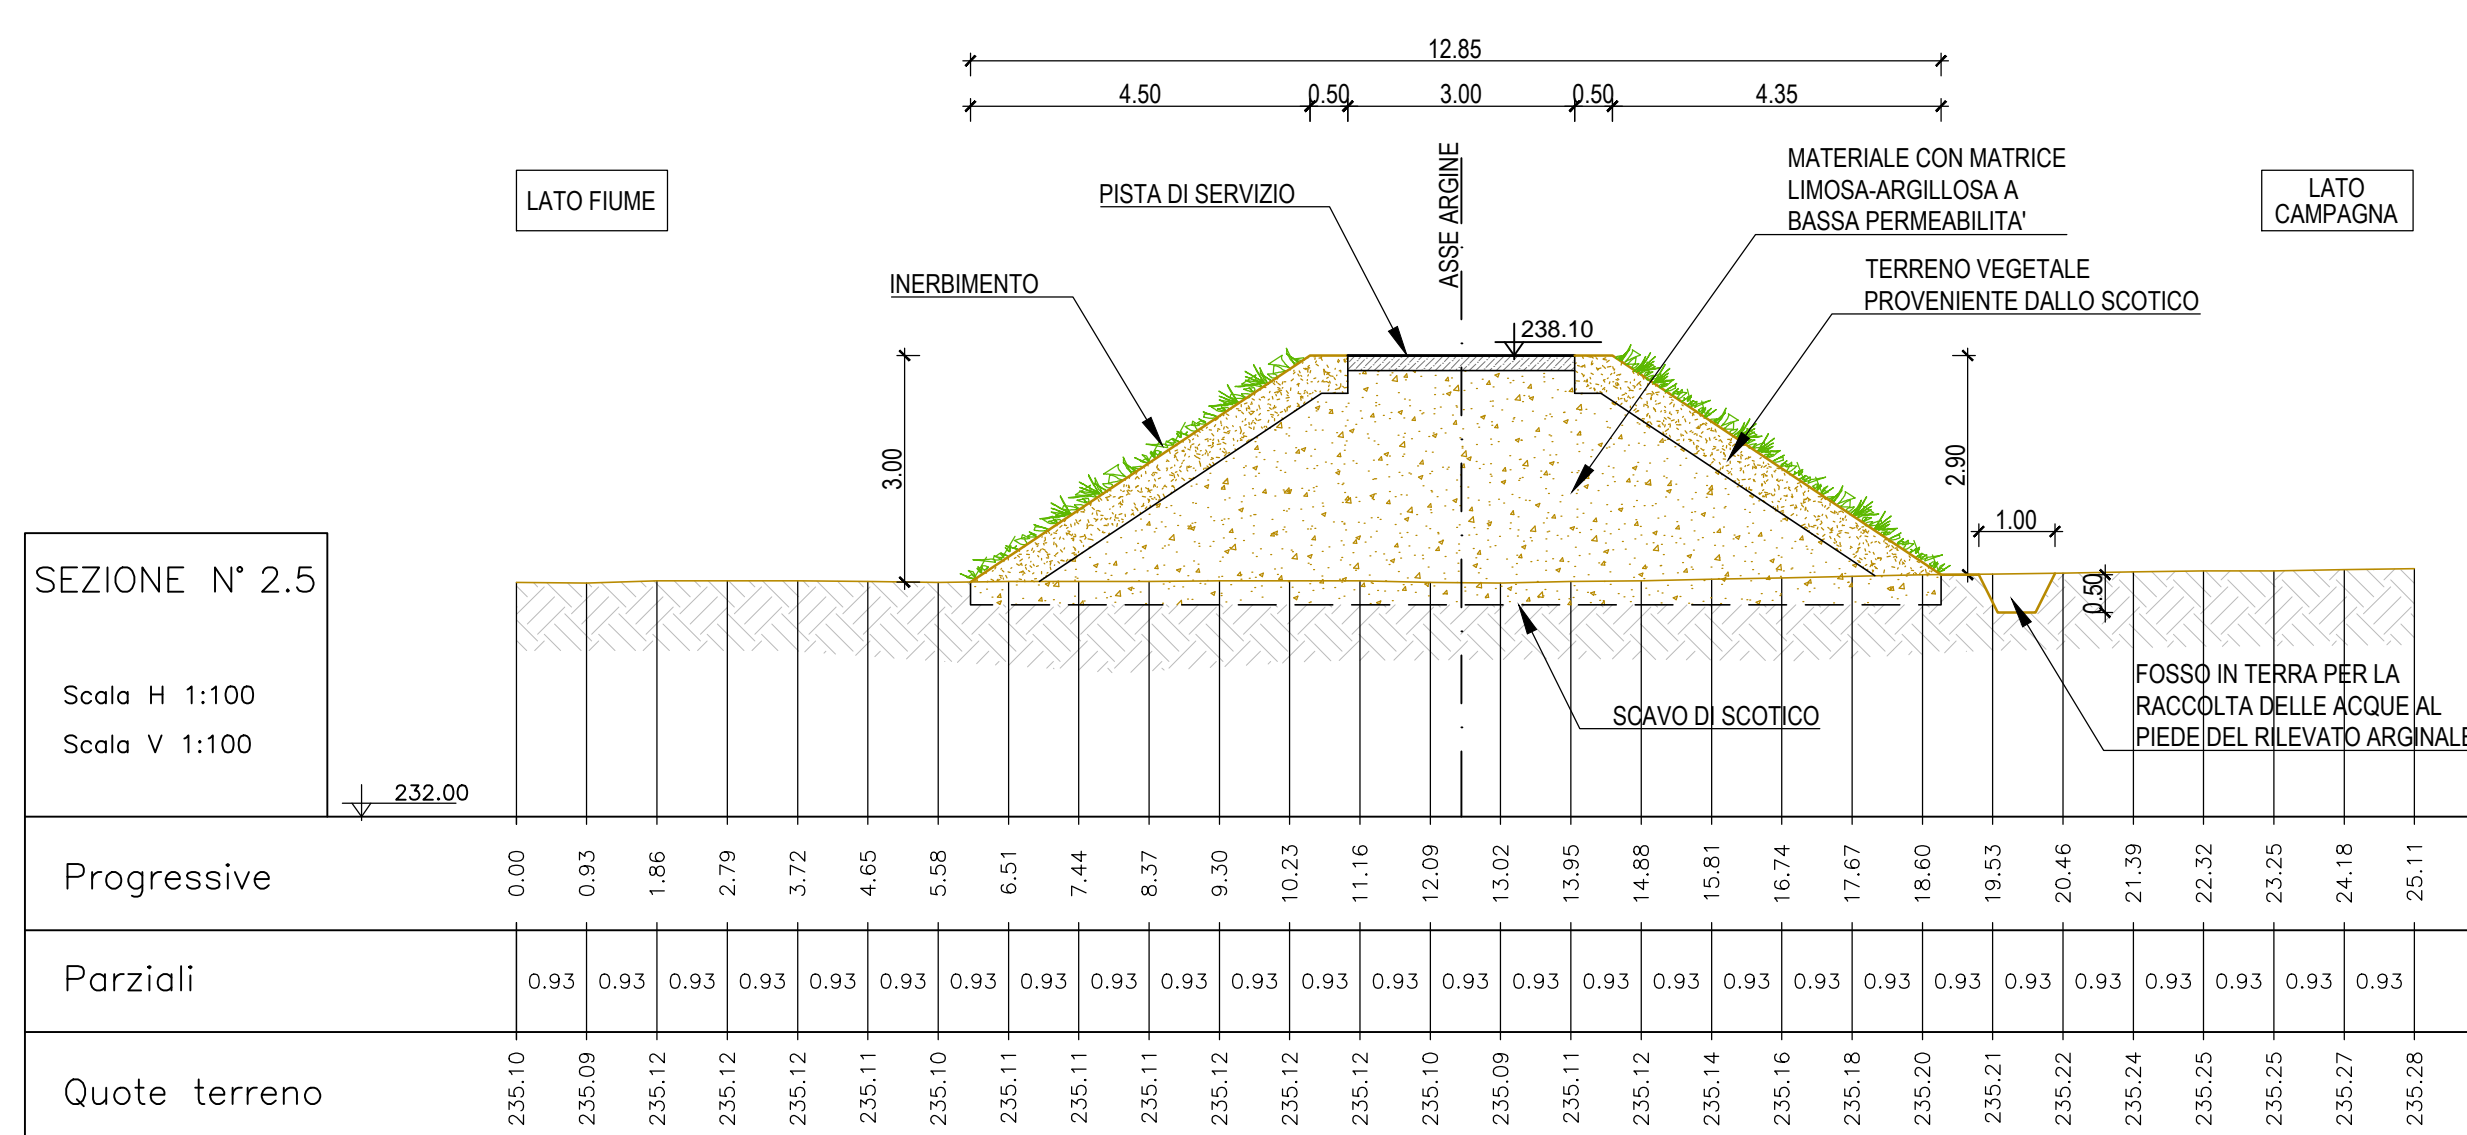 12.85
4.50 0.50 3.00 0.50 4.35
LATO FIUME
PISTA DI SERVIZIO
ASSE ARGINE
MATERIALE CON MATRICE
LIMOSA-ARGILLOSA A
BASSA PERMEABILITA'
LATO
CAMPAGNA
INERBIMENTO
TERRENO VEGETALE
PROVENIENTE DALLO SCOTICO
238.10
3.00
2.90
1.00
0.50
SEZIONE N° 2.5
Scala H 1:100
Scala V 1:100
232.00
SCAVO DI SCOTICO
FOSSO IN TERRA PER LA
RACCOLTA DELLE ACQUE AL
PIEDE DEL RILEVATO ARGINALE
Progressive 0.00 0.93 1.86 2.79 3.72 4.65 5.58 6.51 7.44 8.37 9.30 10.23 11.16 12.09 13.02 13.95 14.88 15.81 16.74 17.67 18.60 19.53 20.46 21.39 22.32 23.25 24.18 25.11
Parziali 0.93 0.93 0.93 0.93 0.93 0.93 0.93 0.93 0.93 0.93 0.93 0.93 0.93 0.93 0.93 0.93 0.93 0.93 0.93 0.93 0.93 0.93 0.93 0.93 0.93 0.93 0.93
Quote terreno 235.10 235.09 235.12 235.12 235.12 235.11 235.10 235.11 235.11 235.11 235.12 235.12 235.12 235.10 235.09 235.11 235.12 235.14 235.16 235.18 235.20 235.21 235.22 235.24 235.25 235.25 235.27 235.28